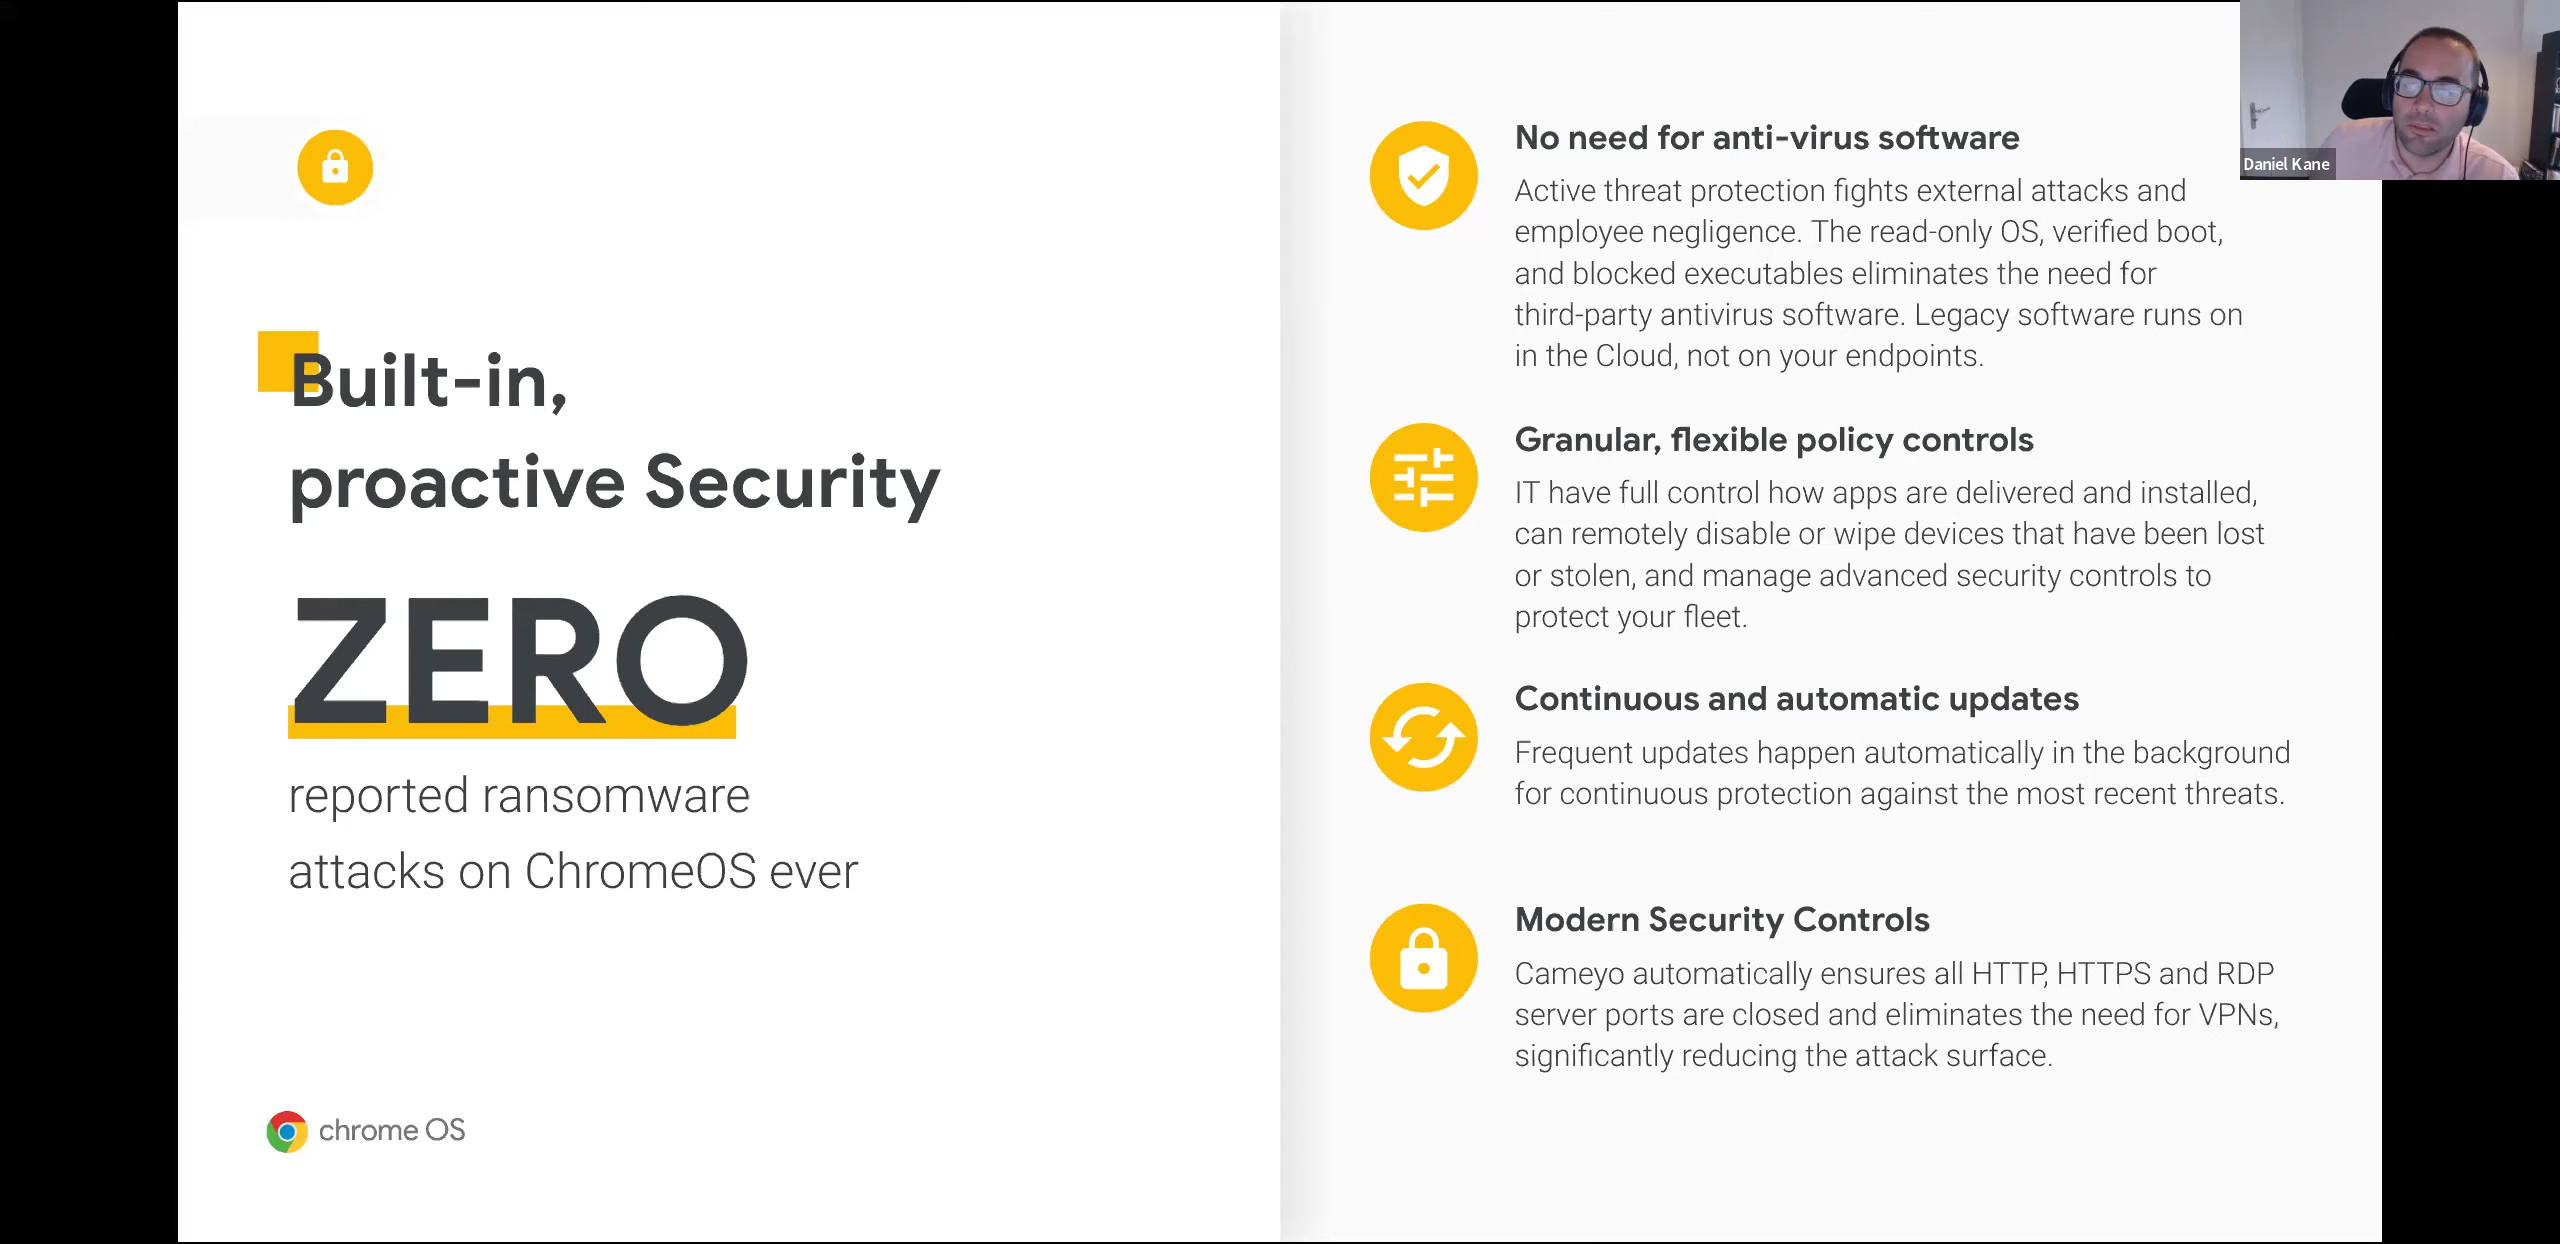 Built-in,
proactive Security
ZERO
reported ransomware
attacks on ChromeOS ever
chrome OS
No need for anti-virus software
Active threat protection fights external attacks and
employee negligence. The read-only OS, verified boot,
and blocked executables eliminates the need for
third-party antivirus software. Legacy software runs on
in the Cloud, not on your endpoints.
Granular, flexible policy controls
IT have full control how apps are delivered and installed,
can remotely disable or wipe devices that have been lost
or stolen, and manage advanced security controls to
protect your fleet.
Continuous and automatic updates
Frequent updates happen automatically in the background
for continuous protection against the most recent threats.
Modern Security Controls
Cameyo automatically ensures all HTTP, HTTPS and RDP
server ports are closed and eliminates the need for VPNs,
significantly reducing the attack surface.
Daniel Kane